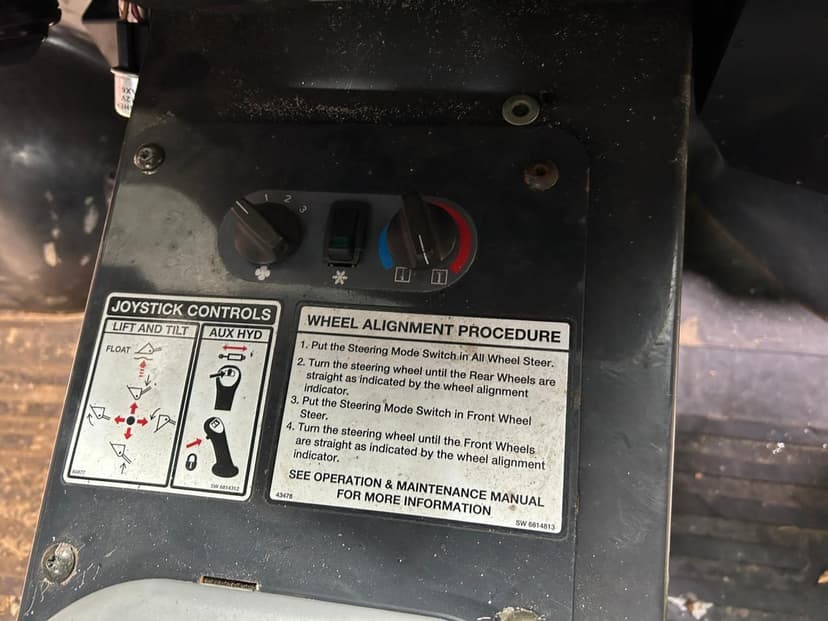 1 2 3
JOYSTICK CONTROLS
LIFT AND TILT
AUX HYD
FLOAT
SW 6814312
WHEEL ALIGNMENT PROCEDURE
1. Put the Steering Mode Switch in All Wheel Steer.
2. Turn the steering wheel until the Rear Wheels are
straight as indicated by the wheel alignment
indicator.
3. Put the Steering Mode Switch in Front Wheel
Steer.
4. Turn the steering wheel until the Front Wheels
are straight as indicated by the wheel alignment
indicator.
SEE OPERATION & MAINTENANCE MANUAL
FOR MORE INFORMATION
43478
SW 6814813